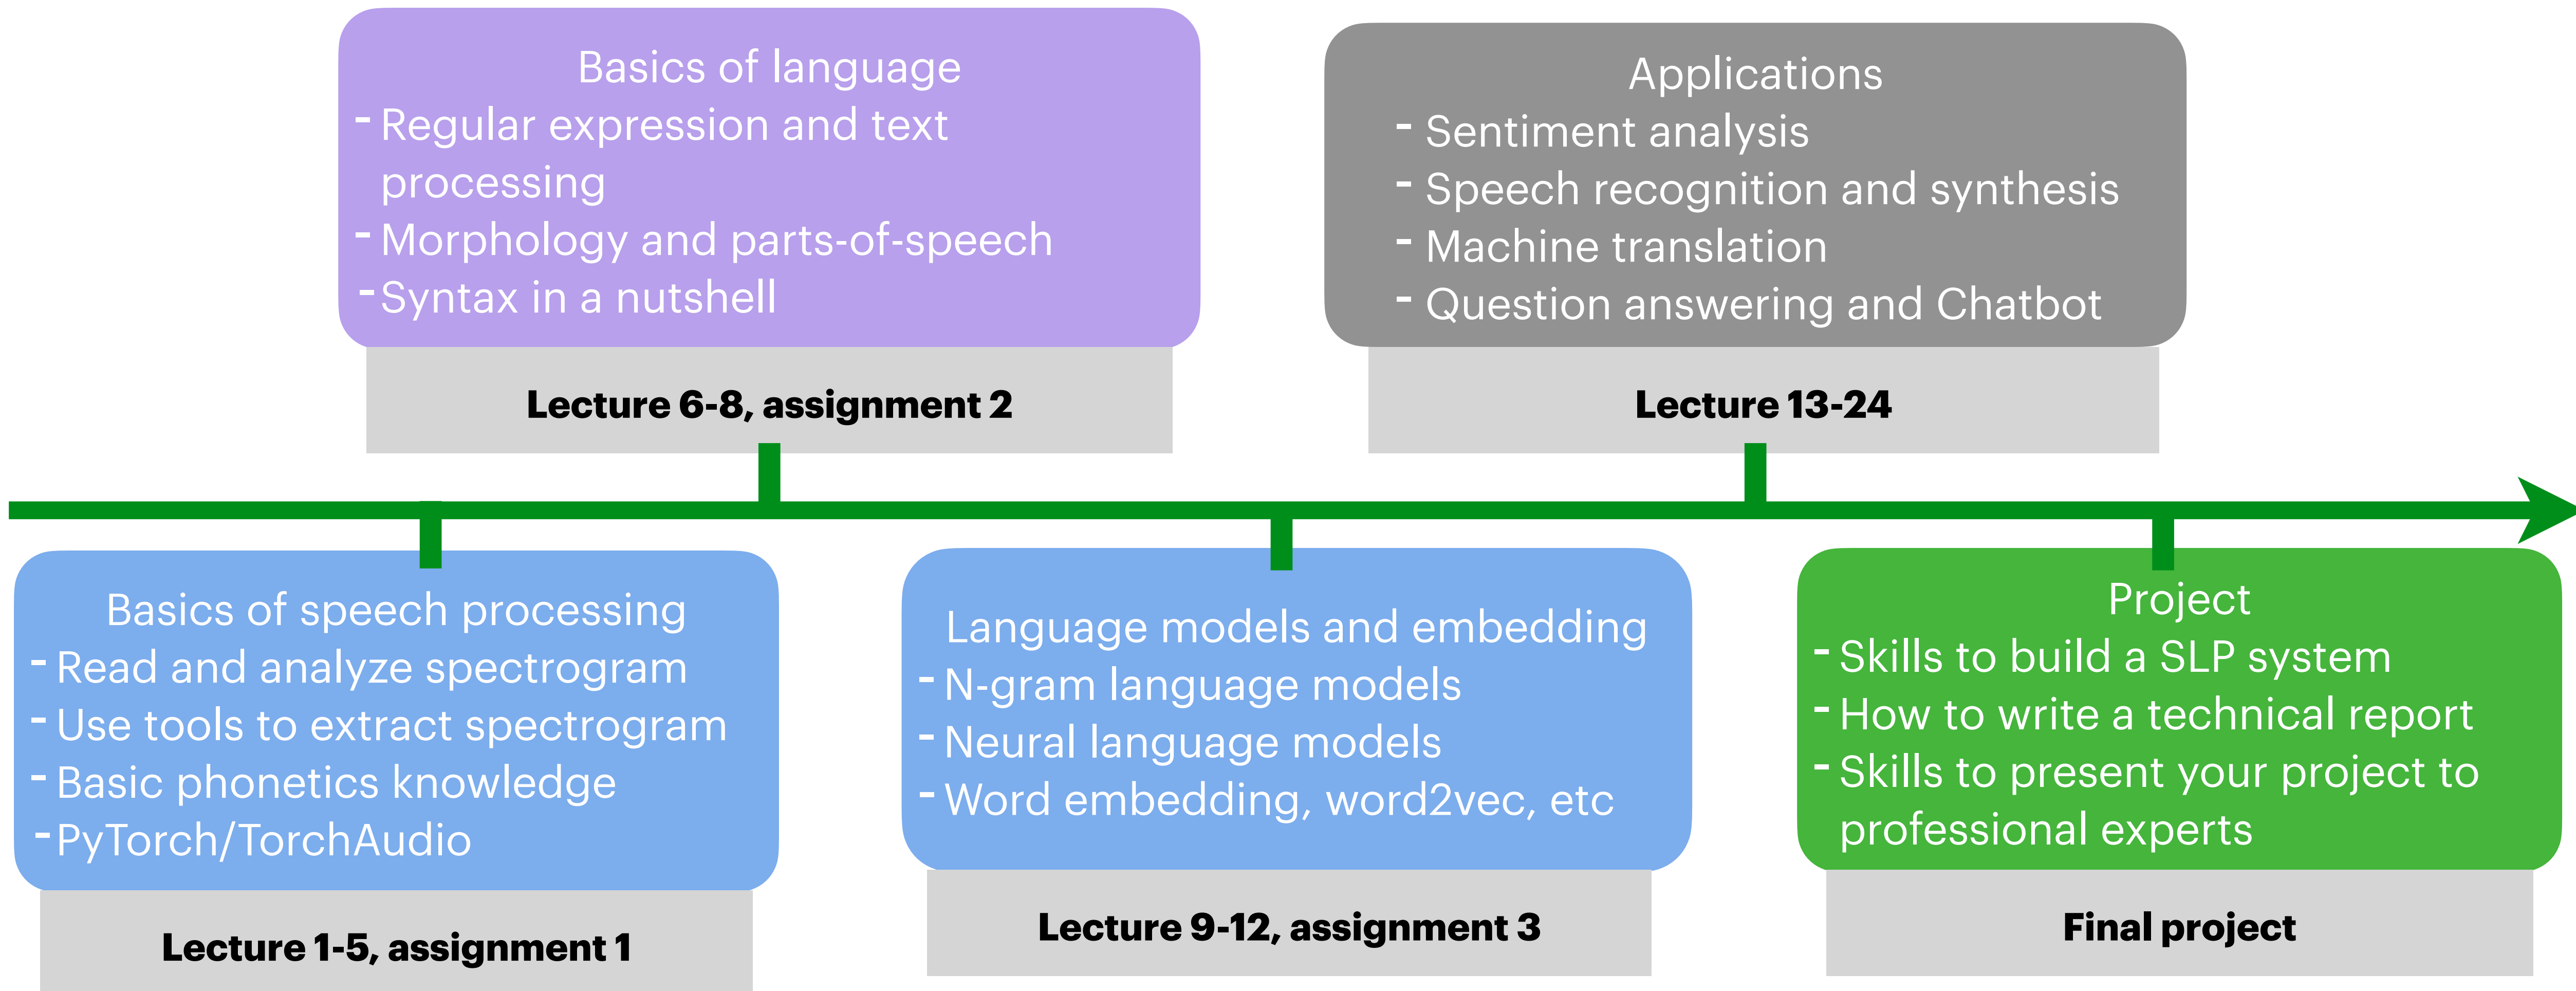 Basics of language
- Regular expression and text
processing
- Morphology and parts-of-speech
- Syntax in a nutshell
Lecture 6-8, assignment 2
Applications
- Sentiment analysis
- Speech recognition and synthesis
- Machine translation
- Question answering and Chatbot
Lecture 13-24
Basics of speech processing
- Read and analyze spectrogram
- Use tools to extract spectrogram
- Basic phonetics knowledge
- PyTorch/TorchAudio
Lecture 1-5, assignment 1
Language models and embedding
- N-gram language models
- Neural language models
- Word embedding, word2vec, etc
Lecture 9-12, assignment 3
Project
- Skills to build a SLP system
- How to write a technical report
- Skills to present your project to
professional experts
Final project